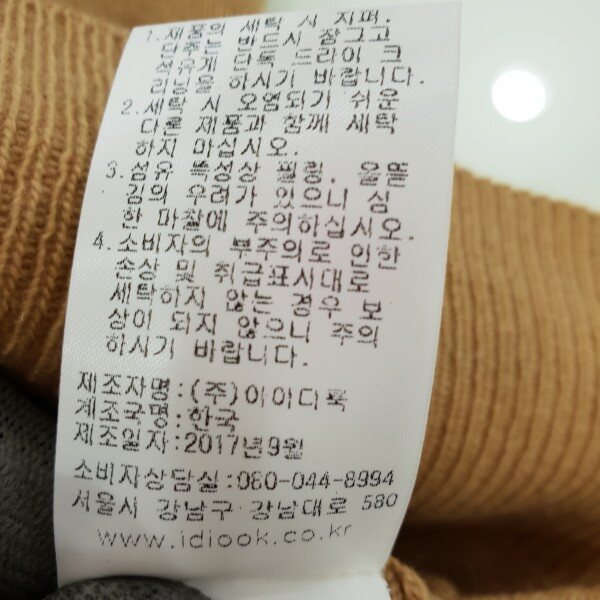 1.제품의 세탁 시 지퍼.
단추는 반드시 잠그고
석유계 단독 드라이 크
리닝을 하시기 바랍니다.
2.세탁 시 오염되기 쉬운
다른 제품과 함께 세탁
하지 마십시오.
3.섬유 특성상 필링. 올뜯
김의 우려가 있으니 심
한 마찰에 주의하십시오.
4.소비자의 부주의로 인한
손상 및 취급표시대로
세탁하지 않는 경우 보
상이 되지 않으니 주의
하시기 바랍니다.
제조자명:(주)아이디룩
제조국명:한국
제조일자:2017년9월
소비자상담실:080-044-8994
서울시 강남구 강남대로 580
www.idlook.co.kr